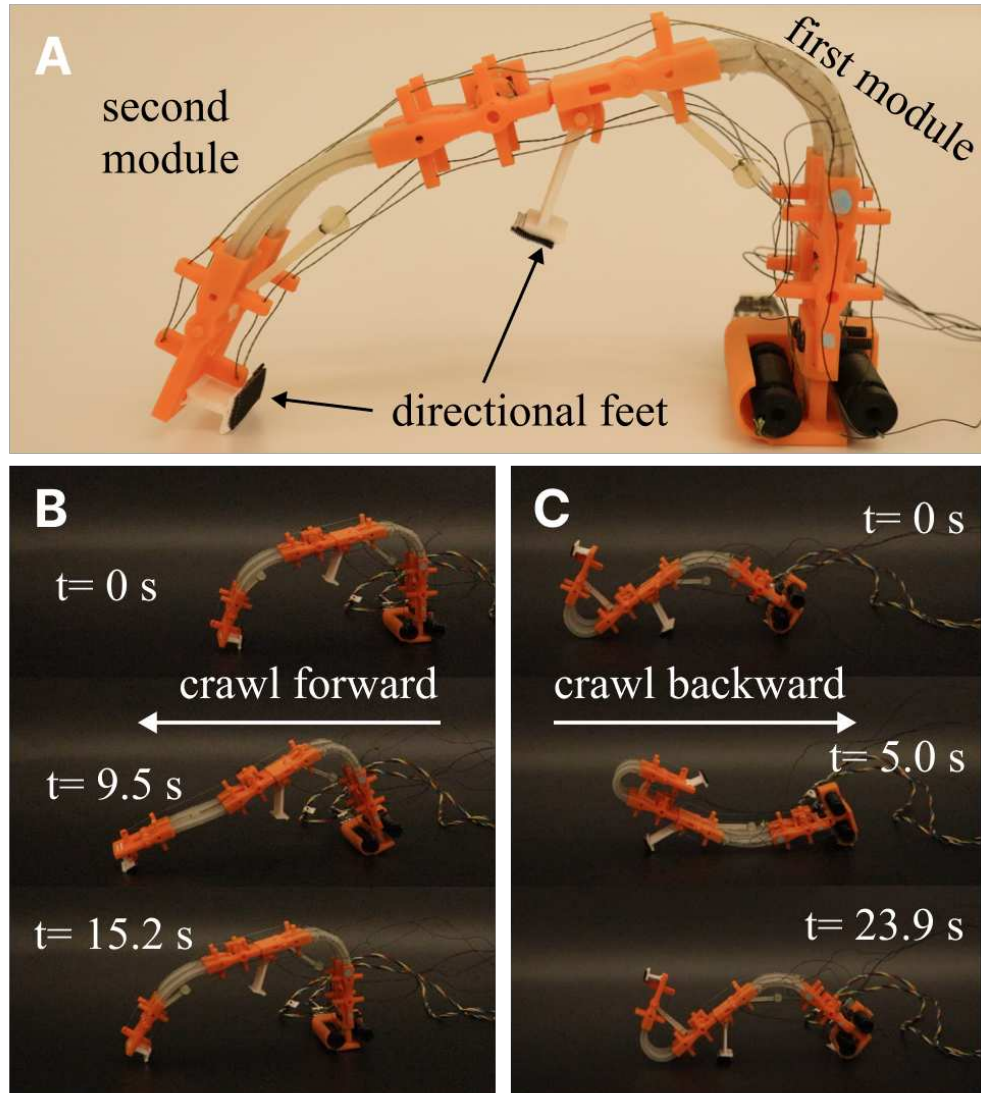 A
second
module
first module
directional feet
B
t= 0 s
crawl forward
t= 9.5 s
t= 15.2 s
C
t= 0 s
crawl backward
t= 5.0 s
t= 23.9 s